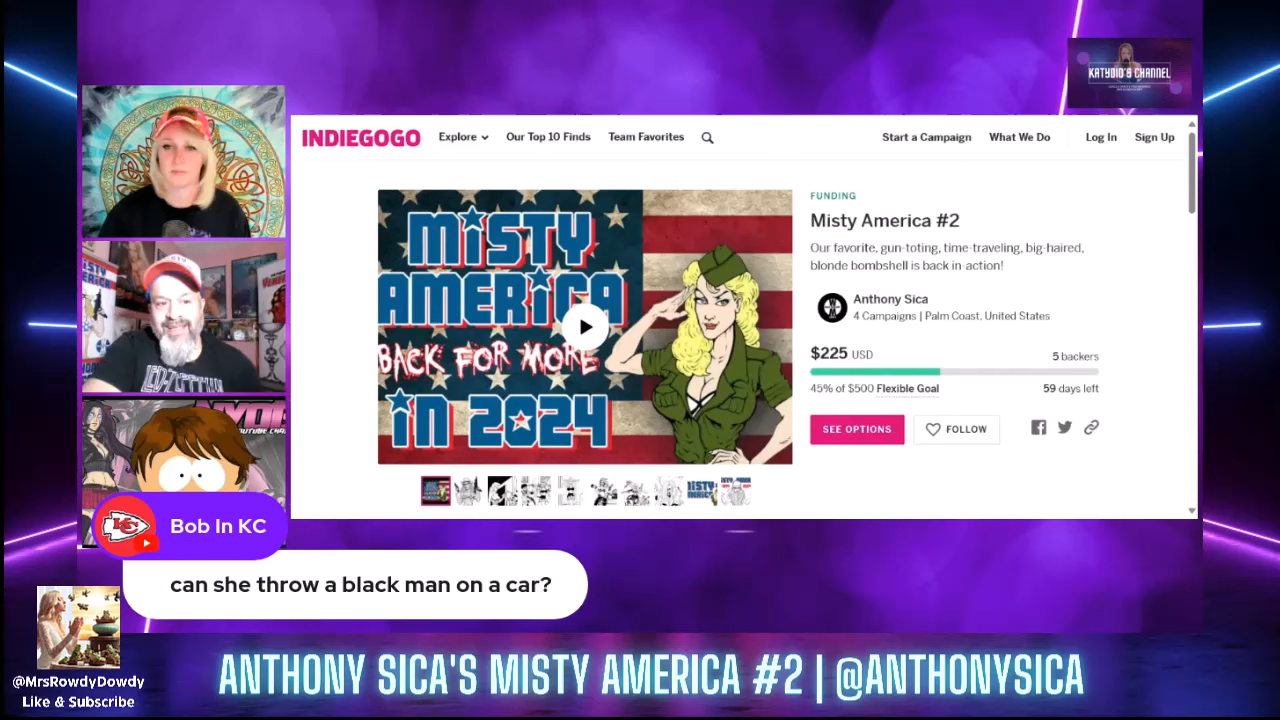 KATYDID'S CHANNEL
INDIEGOGO
Explore
Our Top 10 Finds
Team Favorites
Start a Campaign
What We Do
Log In
Sign Up
MISTY
AMERICA
BACK FOR MORE
iN 2024
FUNDING
Misty America #2
Our favorite, gun-toting, time-traveling, big-haired,
blonde bombshell is back in-action!
Anthony Sica
4 Campaigns | Palm Coast, United States
$225 USD
5 backers
45% of $500 Flexible Goal
59 days left
SEE OPTIONS
FOLLOW
LED ZEPPELIN
KC
Bob In KC
can she throw a black man on a car?
@MrsRowdyDowdy
Like & Subscribe
ANTHONY SICA'S MISTY AMERICA #2 | @ANTHONYSICA